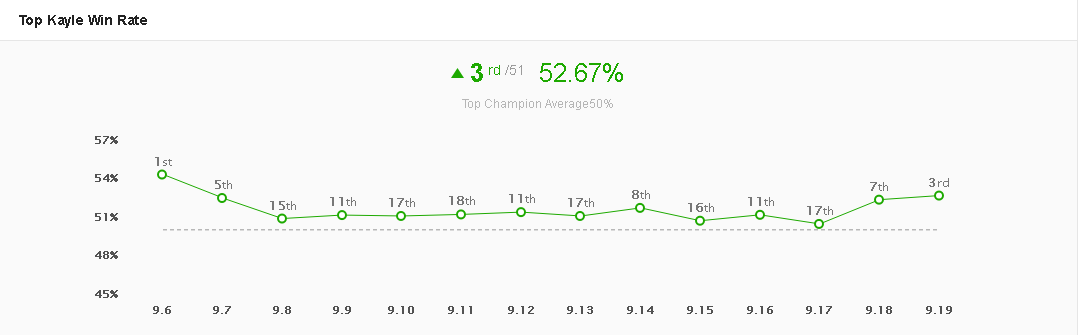 Top Kayle Win Rate
▲ 3 rd /51 52.67%
Top Champion Average50%
57%
54%
51%
48%
45%
1st 5th 15th 11th 17th 18th 11th 17th 8th 16th 11th 17th 7th 3rd
9.6 9.7 9.8 9.9 9.10 9.11 9.12 9.13 9.14 9.15 9.16 9.17 9.18 9.19